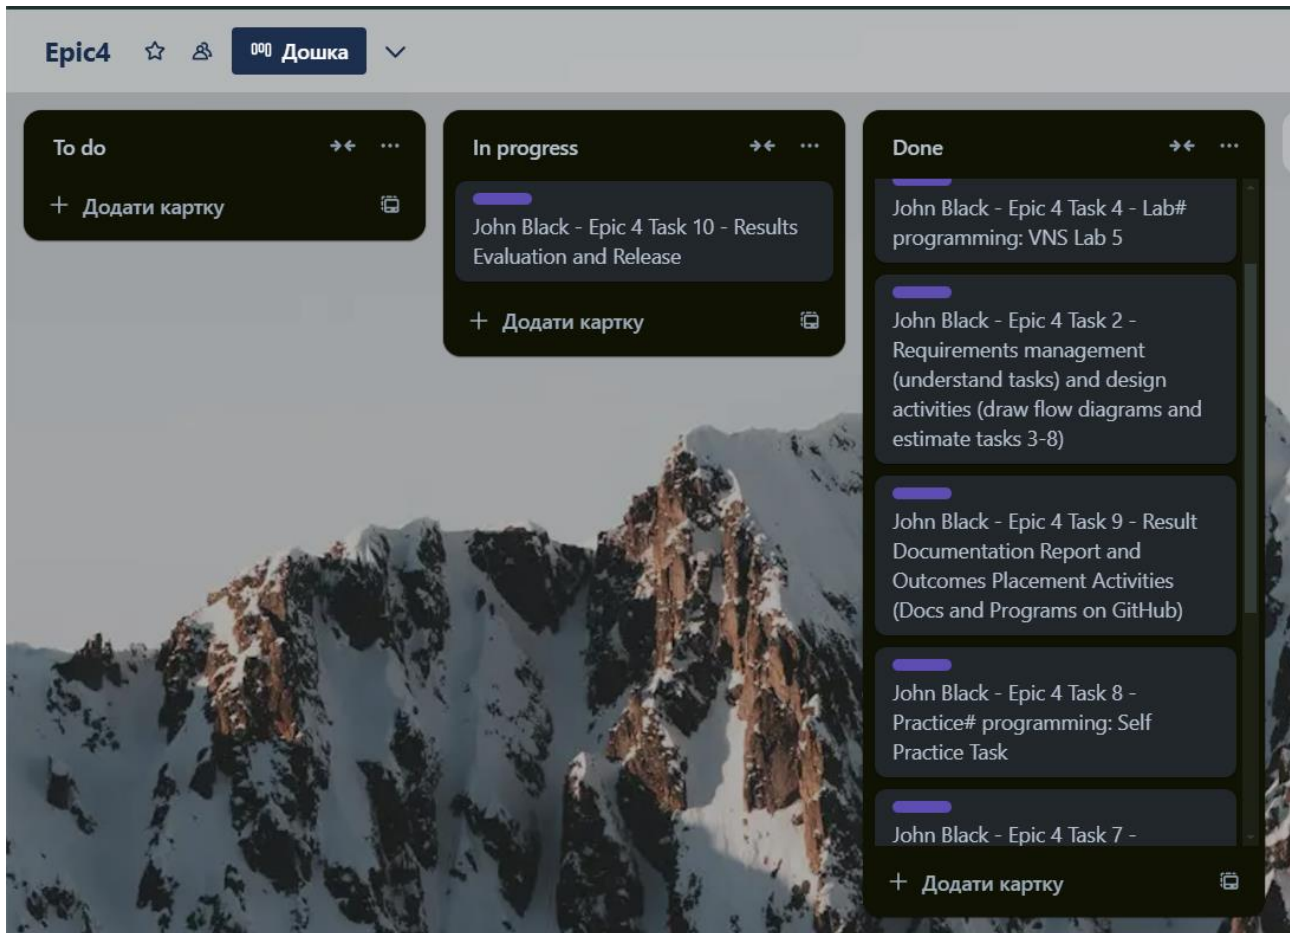 Epic4
Дошка
To do
Додати картку
In progress
John Black - Epic 4 Task 10 - Results
Evaluation and Release
Додати картку
Done
John Black - Epic 4 Task 4 - Lab#
programming: VNS Lab 5
John Black - Epic 4 Task 2 -
Requirements management
(understand tasks) and design
activities (draw flow diagrams and
estimate tasks 3-8)
John Black - Epic 4 Task 9 - Result
Documentation Report and
Outcomes Placement Activities
(Docs and Programs on GitHub)
John Black - Epic 4 Task 8 -
Practice# programming: Self
Practice Task
John Black - Epic 4 Task 7 -
Додати картку